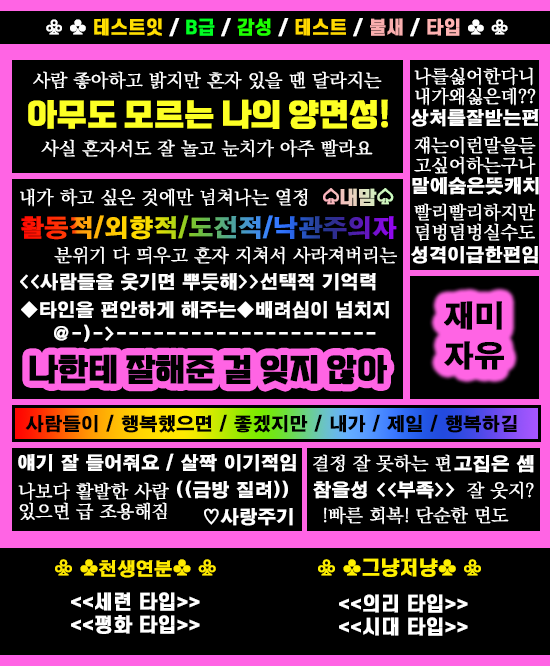 ♧ ♣ 테스트잇 / B급 / 감성 / 테스트 / 불새 / 타입 ♣ ♧
사람 좋아하고 밝지만 혼자 있을 땐 달라지는
아무도 모르는 나의 양면성!
사실 혼자서도 잘 놀고 눈치가 아주 빨라요
나를싫어한다니
내가왜싫은데??
상처를잘받는편
쟤는이런말을듣
고싶어하는구나
말에숨은뜻캐치
빨리빨리하지만
덤벙덤벙실수도
성격이급한편임
내가 하고 싶은 것에만 넘쳐나는 열정 ♤내맘♤
활동적/외향적/도전적/낙관주의자
분위기 다 띄우고 혼자 지쳐서 사라져버리는
<<사람들을 웃기면 뿌듯해>>선택적 기억력
◆타인을 편안하게 해주는◆배려심이 넘치지
@-)->---------------------
나한테 잘해준 걸 잊지 않아
재미
자유
사람들이 / 행복했으면 / 좋겠지만 / 내가 / 제일 / 행복하길
얘기 잘 들어줘요 / 살짝 이기적임
나보다 활발한 사람 ((금방 질려))
있으면 급 조용해짐 ♡사랑주기
결정 잘 못하는 편고집은 셈
참을성 <<부족>> 잘 웃지?
!빠른 회복! 단순한 면도
♧ ♣천생연분♣ ♧
<<세련 타입>>
<<평화 타입>>
♧ ♣그냥저냥♣ ♧
<<의리 타입>>
<<시대 타입>>